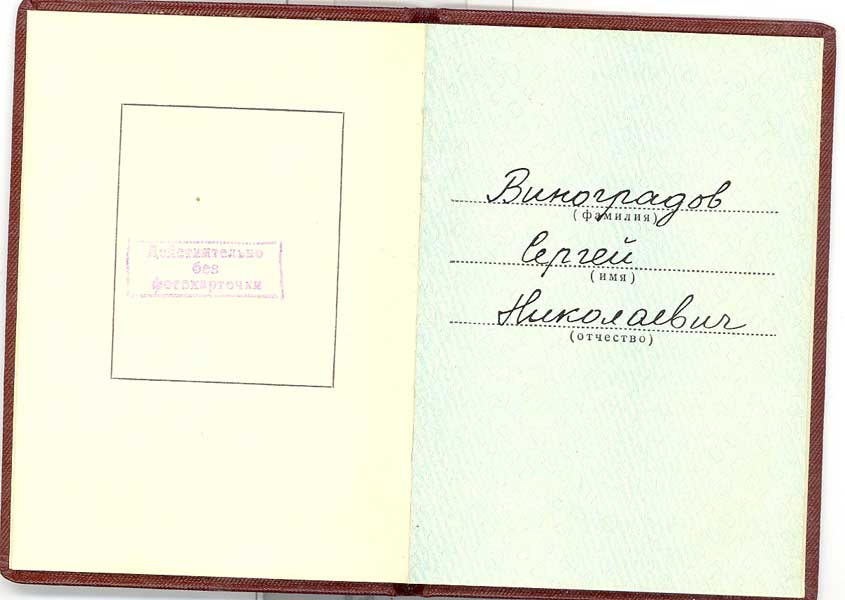 Действительно
без
фотокарточки
Виноградов
(фамилия)
Сергей
(имя)
Николаевич
(отчество)